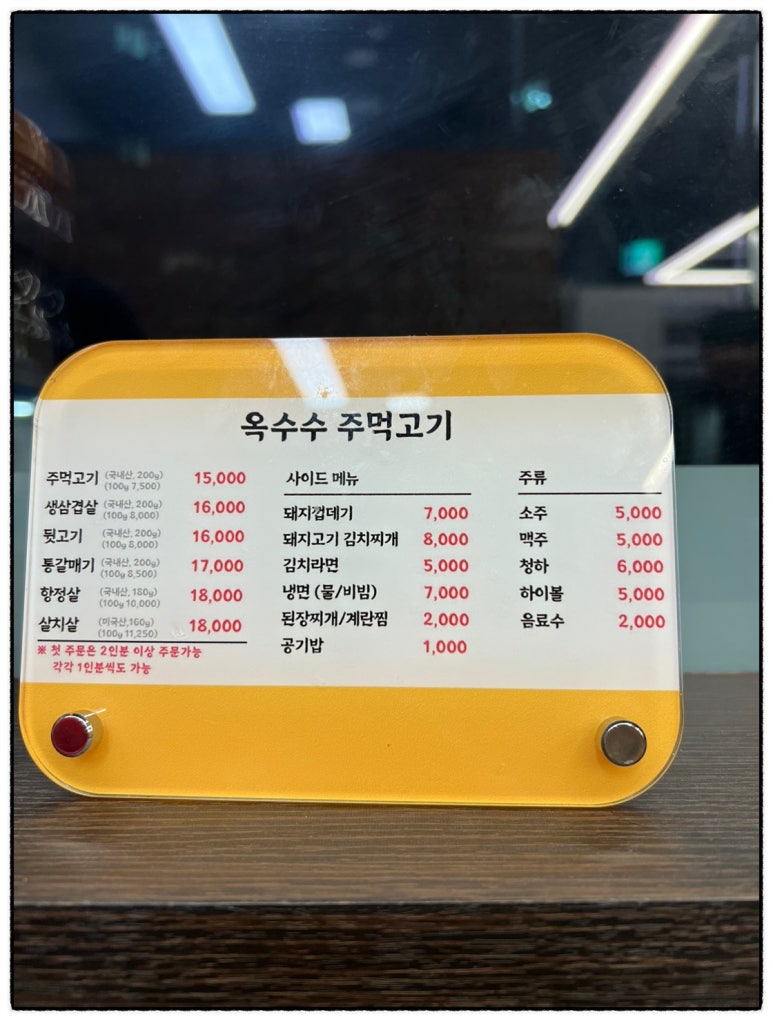 옥수수 주먹고기
주먹고기 (국내산, 200g) (100g 7,500) 15,000
생삼겹살 (국내산, 200g) (100g 8,000) 16,000
뒷고기 (국내산, 200g) (100g 8,000) 16,000
통갈매기 (국내산, 200g) (100g 8,500) 17,000
항정살 (국내산, 180g) (100g 10,000) 18,000
살치살 (미국산,160g) (100g 11,250) 18,000
※ 첫 주문은 2인분 이상 주문가능
각각 1인분씩도 가능
사이드 메뉴
돼지껍데기 7,000
돼지고기 김치찌개 8,000
김치라면 5,000
냉면 (물/비빔) 7,000
된장찌개/계란찜 2,000
공기밥 1,000
주류
소주 5,000
맥주 5,000
청하 6,000
하이볼 5,000
음료수 2,000